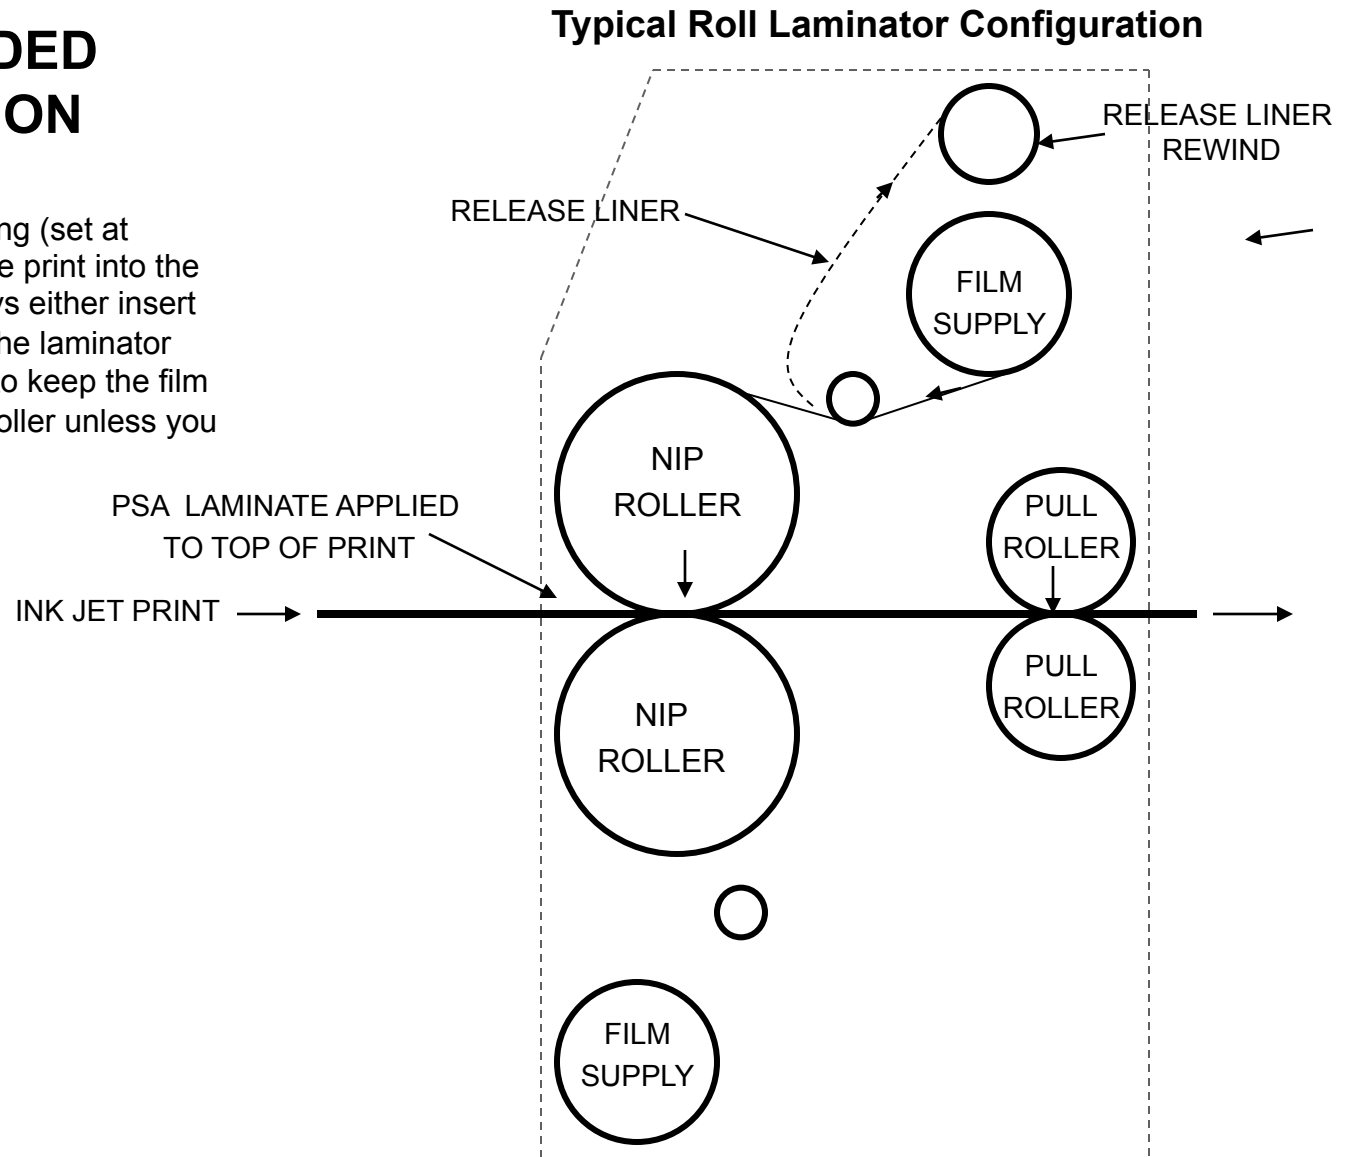 DED
ION
ng (set at
e print into the
ys either insert
he laminator
o keep the film
oller unless you
Typical Roll Laminator Configuration
RELEASE LINER
REWIND
RELEASE LINER
FILM
SUPPLY
NIP
ROLLER
PULL
ROLLER
PSA LAMINATE APPLIED
TO TOP OF PRINT
INK JET PRINT
PULL
ROLLER
NIP
ROLLER
FILM
SUPPLY